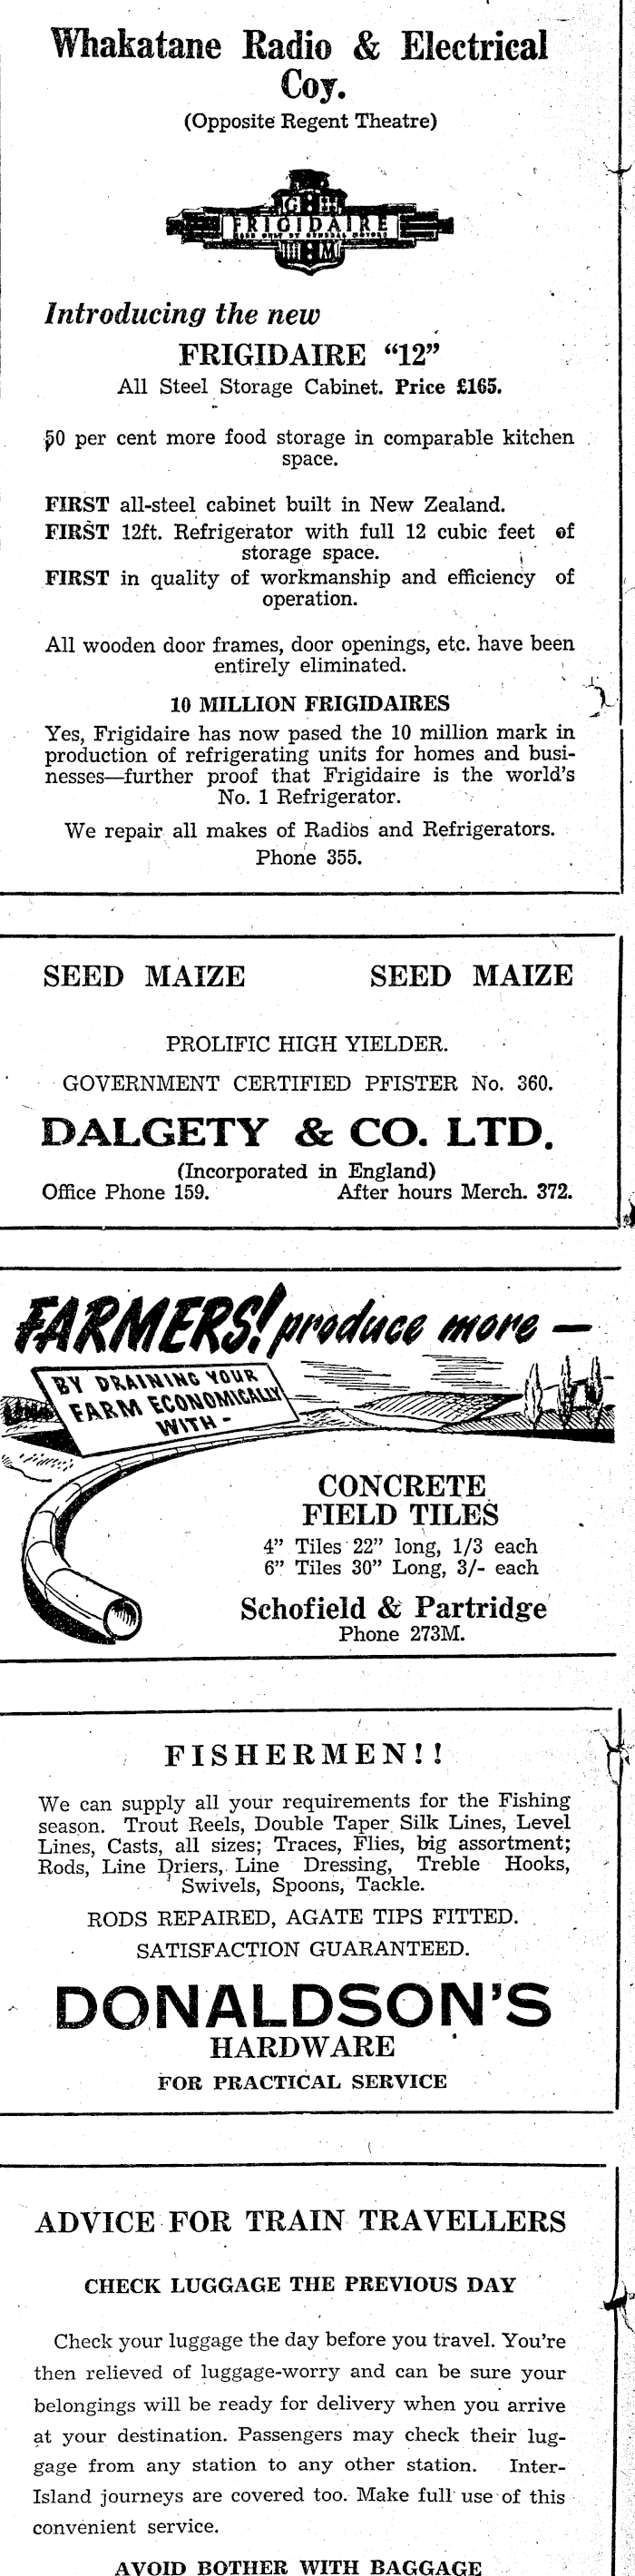 Whakatane Radio & Electrical
Coy.
(Opposite Regent Theatre)
G
FRIGIDAIRE
MADE ONLY BY GENERAL MOTORS
M
Introducing the new
FRIGIDAIRE “12”
All Steel Storage Cabinet. Price £165.
50 per cent more food storage in comparable kitchen
space.
FIRST all-steel cabinet built in New Zealand.
FIRST 12ft. Refrigerator with full 12 cubic feet of
storage space.
FIRST in quality of workmanship and efficiency of
operation.
All wooden door frames, door openings, etc. have been
entirely eliminated.
10 MILLION FRIGIDAIRES
Yes, Frigidaire has now pased the 10 million mark in
production of refrigerating units for homes and busi-
nesses—further proof that Frigidaire is the world's
No. 1 Refrigerator.
We repair all makes of Radios and Refrigerators.
Phone 355.
SEED MAIZE SEED MAIZE
PROLIFIC HIGH YIELDER.
GOVERNMENT CERTIFIED PFISTER No. 360.
DALGETY & CO. LTD.
(Incorporated in England)
Office Phone 159. After hours Merch. 372.
FARMERS! produce more —
BY DRAINING YOUR
FARM ECONOMICALLY
WITH -
CONCRETE
FIELD TILES
4” Tiles 22” long, 1/3 each
6” Tiles 30” Long, 3/- each
Schofield & Partridge
Phone 273M.
FISHERMEN!!
We can supply all your requirements for the Fishing
season. Trout Reels, Double Taper Silk Lines, Level
Lines, Casts, all sizes; Traces, Flies, big assortment;
Rods, Line Driers, Line Dressing, Treble Hooks,
Swivels, Spoons, Tackle.
RODS REPAIRED, AGATE TIPS FITTED.
SATISFACTION GUARANTEED.
DONALDSON'S
HARDWARE
FOR PRACTICAL SERVICE
ADVICE FOR TRAIN TRAVELLERS
CHECK LUGGAGE THE PREVIOUS DAY
Check your luggage the day before you travel. You're
then relieved of luggage-worry and can be sure your
belongings will be ready for delivery when you arrive
at your destination. Passengers may check their lug-
gage from any station to any other station. Inter-
Island journeys are covered too. Make full use of this
convenient service.
AVOID BOTHER WITH BAGGAGE